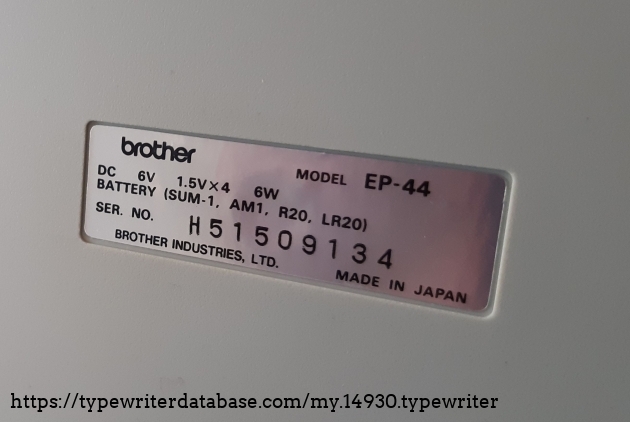 brother
MODEL EP-44
DC 6V 1.5V×4 6W
BATTERY (SUM-1, AM1, R20, LR20)
SER. NO. H51509134
BROTHER INDUSTRIES, LTD.
MADE IN JAPAN
https://typewriterdatabase.com/my.14930.typewriter